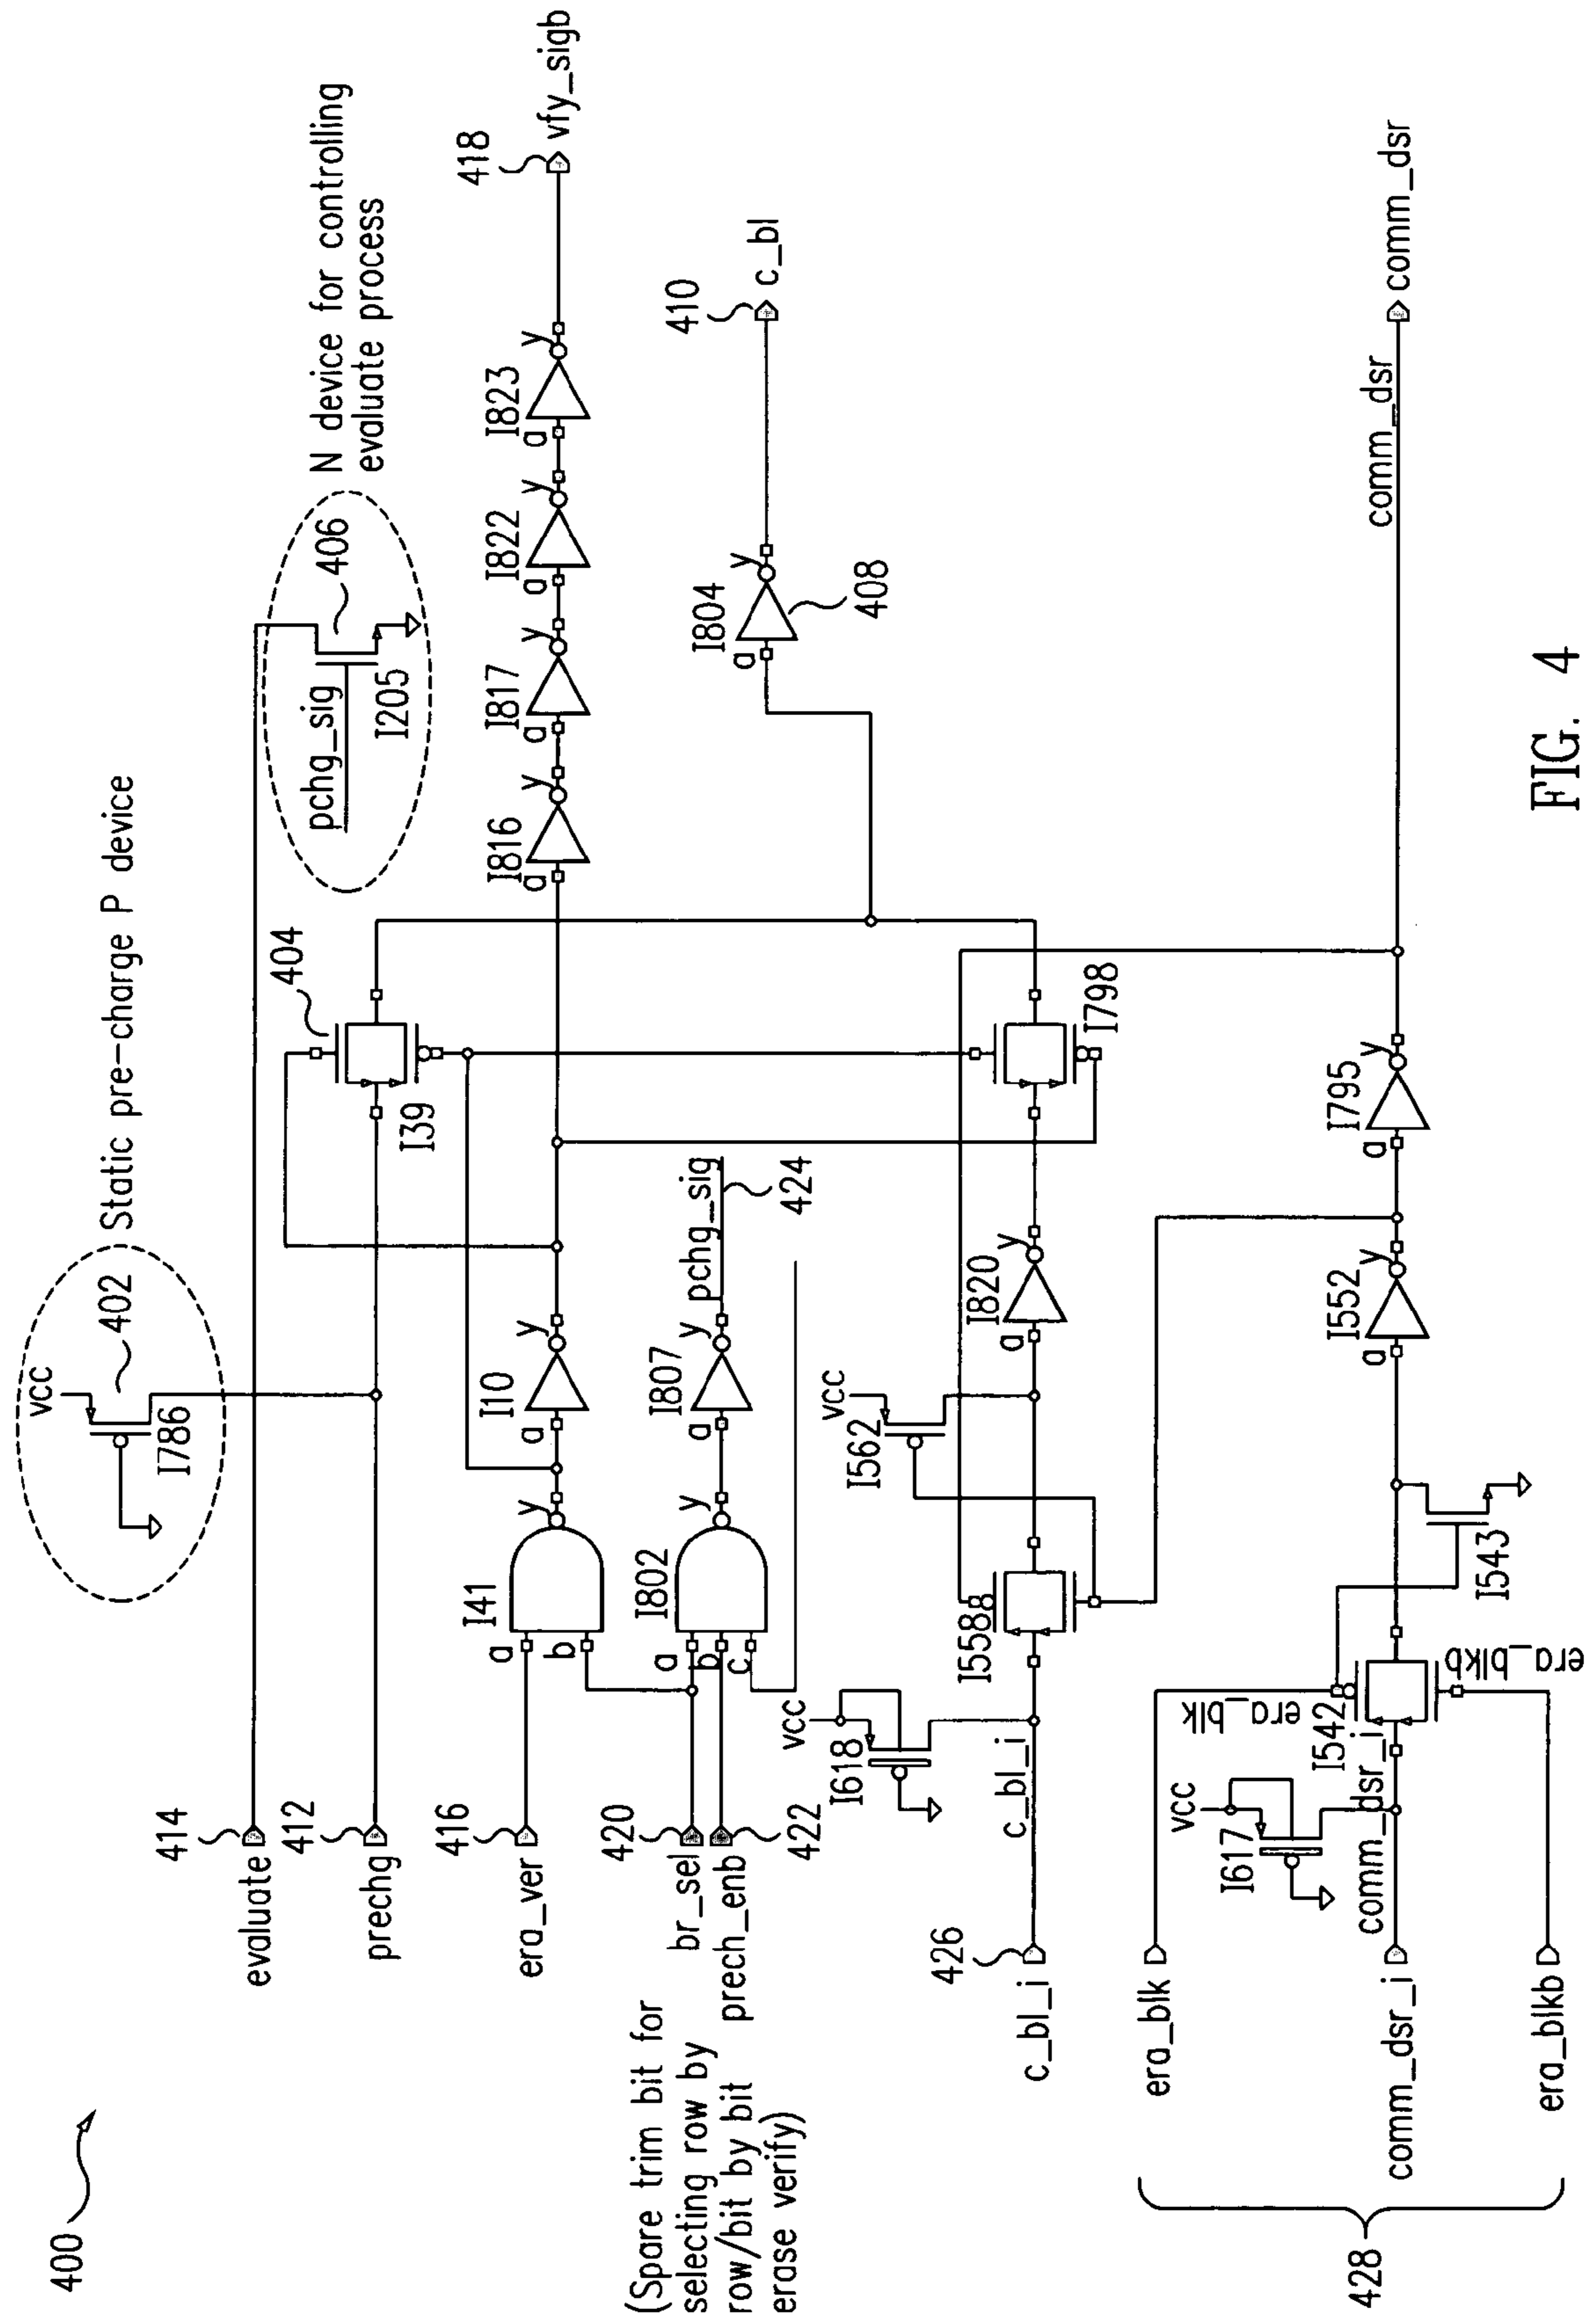 400
Static pre-charge P device
VCC
402
I786
N device for controlling
evaluate process
406
pchg_sig
I205
414
evaluate
412
prechg
404
I39
416
era_ver
a
b
I41
y
a
I10
y
a
I816
y
a
I817
y
a
I822
y
a
I823
y
418
vfy_sigb
(Spare trim bit for
selecting row by
row/bit by bit
erase verify)
420
br_sel
prech_enb
422
a
b
c
I802
y
a
I807
y
pchg_sig
424
a
I804
y
408
410
c_bl
426
c_bl_i
c_bl_i
VCC
I618
I558
VCC
I562
a
I820
y
I798
428
era_blk
comm_dsr_i
era_blkb
VCC
I617
comm_dsr_i
era_blk
I542
era_blkb
I543
a
I552
y
a
I795
y
comm_dsr
comm_dsr
FIG. 4